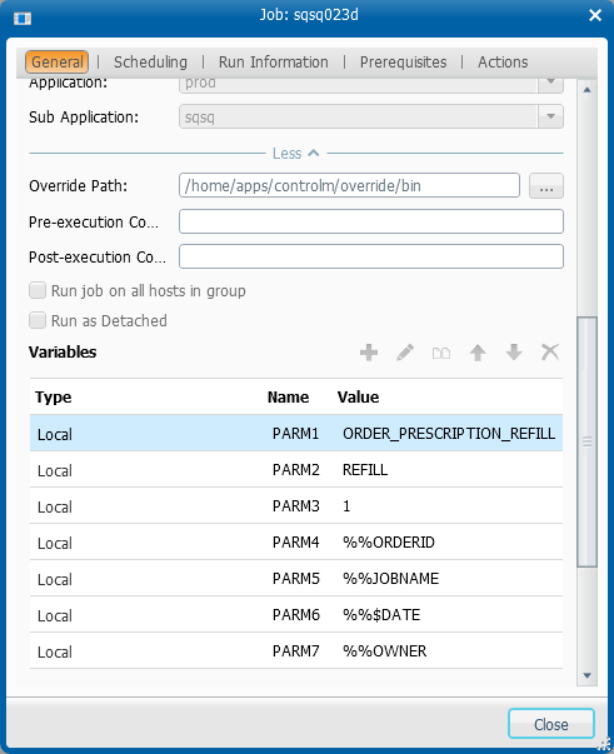 Job: sqsq023d
General | Scheduling | Run Information | Prerequisites | Actions
Application: prod
Sub Application: sqsq
Less
Override Path: /home/apps/controlm/override/bin ...
Pre-execution Co...
Post-execution Co...
Run job on all hosts in group
Run as Detached
Variables
Type Name Value
Local PARM1 ORDER_PRESCRIPTION_REFILL
Local PARM2 REFILL
Local PARM3 1
Local PARM4 %%ORDERID
Local PARM5 %%JOBNAME
Local PARM6 %%$DATE
Local PARM7 %%OWNER
Close